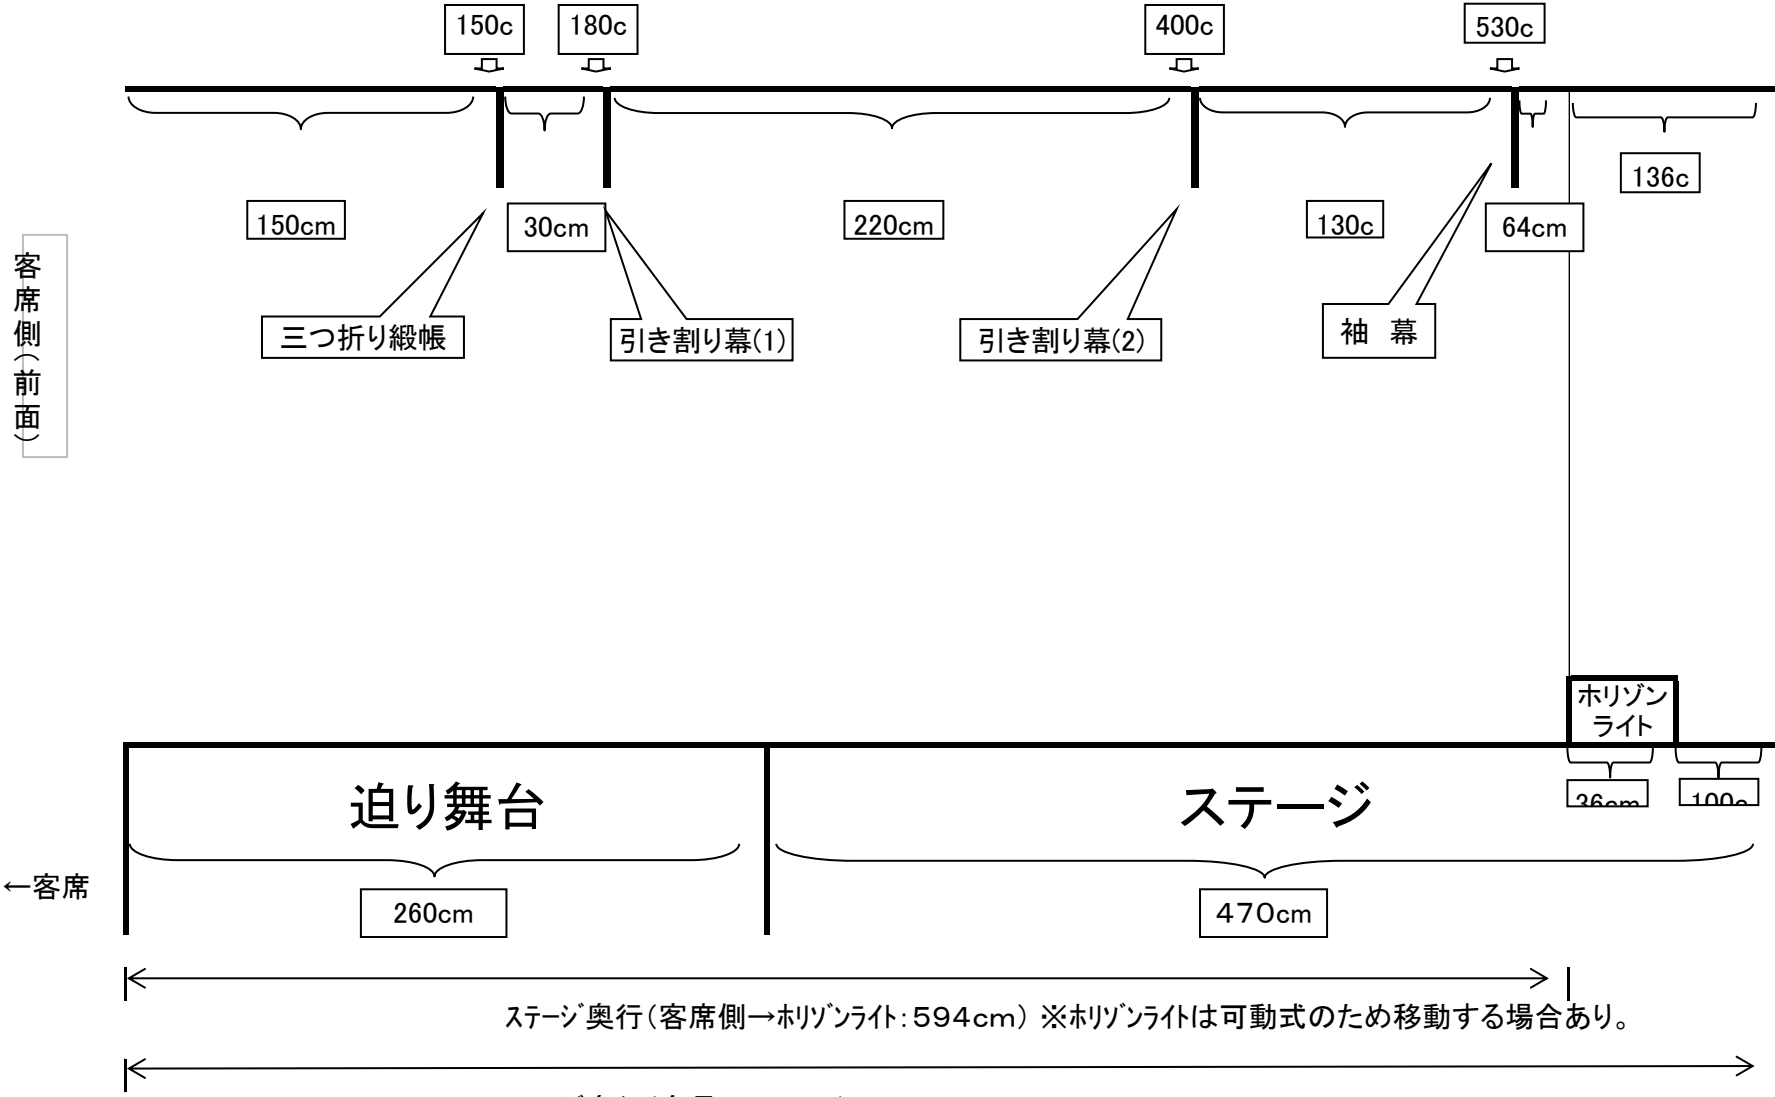 150c
180c
400c
530c
136c
150cm
30cm
220cm
130c
64cm
客席側(前面)
三つ折り緞帳
引き割り幕(1)
引き割り幕(2)
袖　幕
ホリゾン
ライト
迫り舞台
ステージ
36cm
100c
←客席
260cm
470cm
ｽﾃｰｼﾞ奥行(客席側→ﾎﾘｿﾞﾝﾗｲﾄ:594cm) ※ﾎﾘｿﾞﾝﾗｲﾄは可動式のため移動する場合あり。